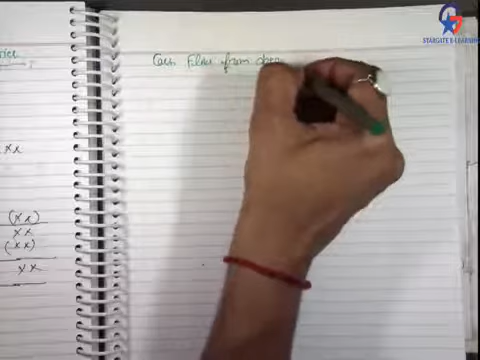 STARGATE E-LEARNING
Cash Flow from
xx
(xx)
xx
(xx)
xx